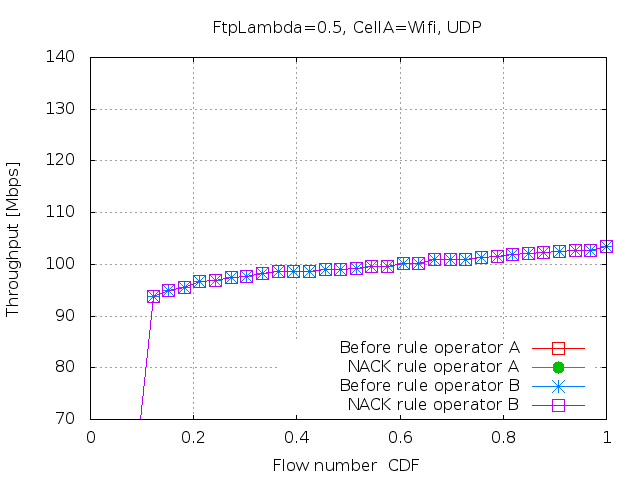 FtpLambda=0.5, CellA=Wifi, UDP
140
130
120
110
100
90
80
70
Throughput [Mbps]
Before rule operator A
NACK rule operator A
Before rule operator B
NACK rule operator B
0 0.2 0.4 0.6 0.8 1
Flow number CDF